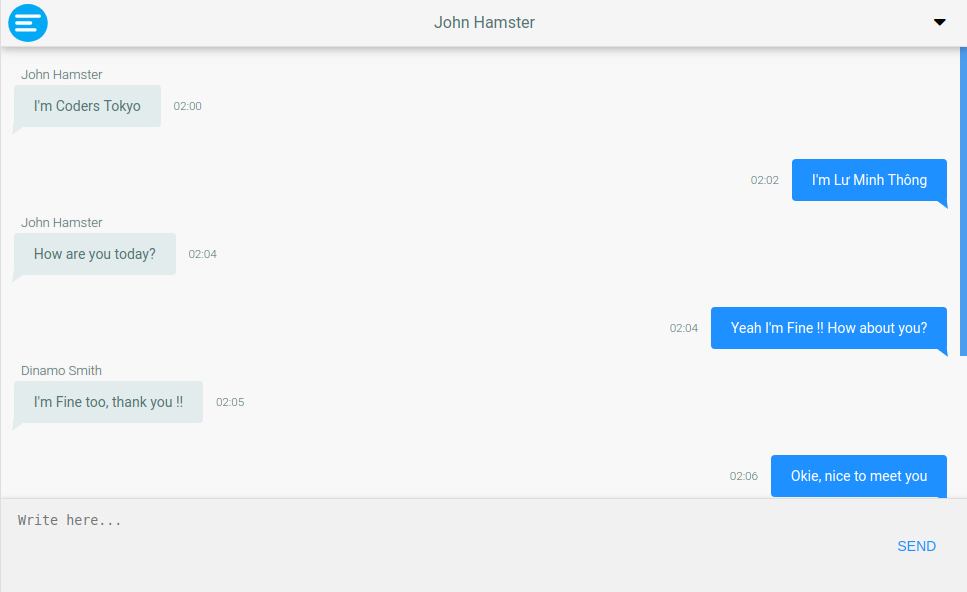 John Hamster
John Hamster
I'm Coders Tokyo 02:00
02:02 I'm Lư Minh Thông
John Hamster
How are you today? 02:04
02:04 Yeah I'm Fine !! How about you?
Dinamo Smith
I'm Fine too, thank you !! 02:05
02:06 Okie, nice to meet you
Write here...
SEND